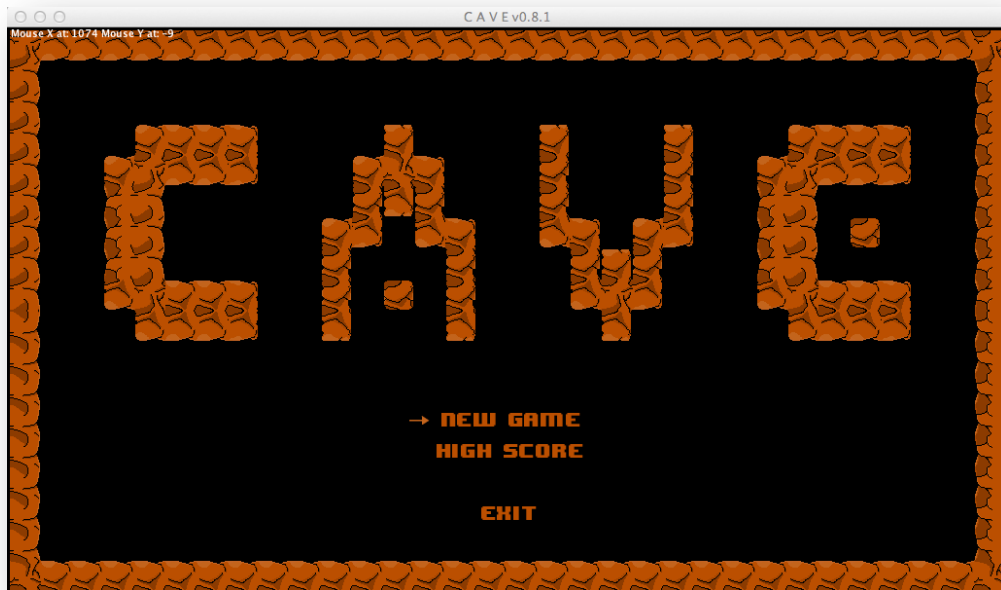 C A V E v0.8.1
Mouse X at: 1074 Mouse Y at: -9
CAVE
→ NEW GAME
HIGH SCORE
EXIT